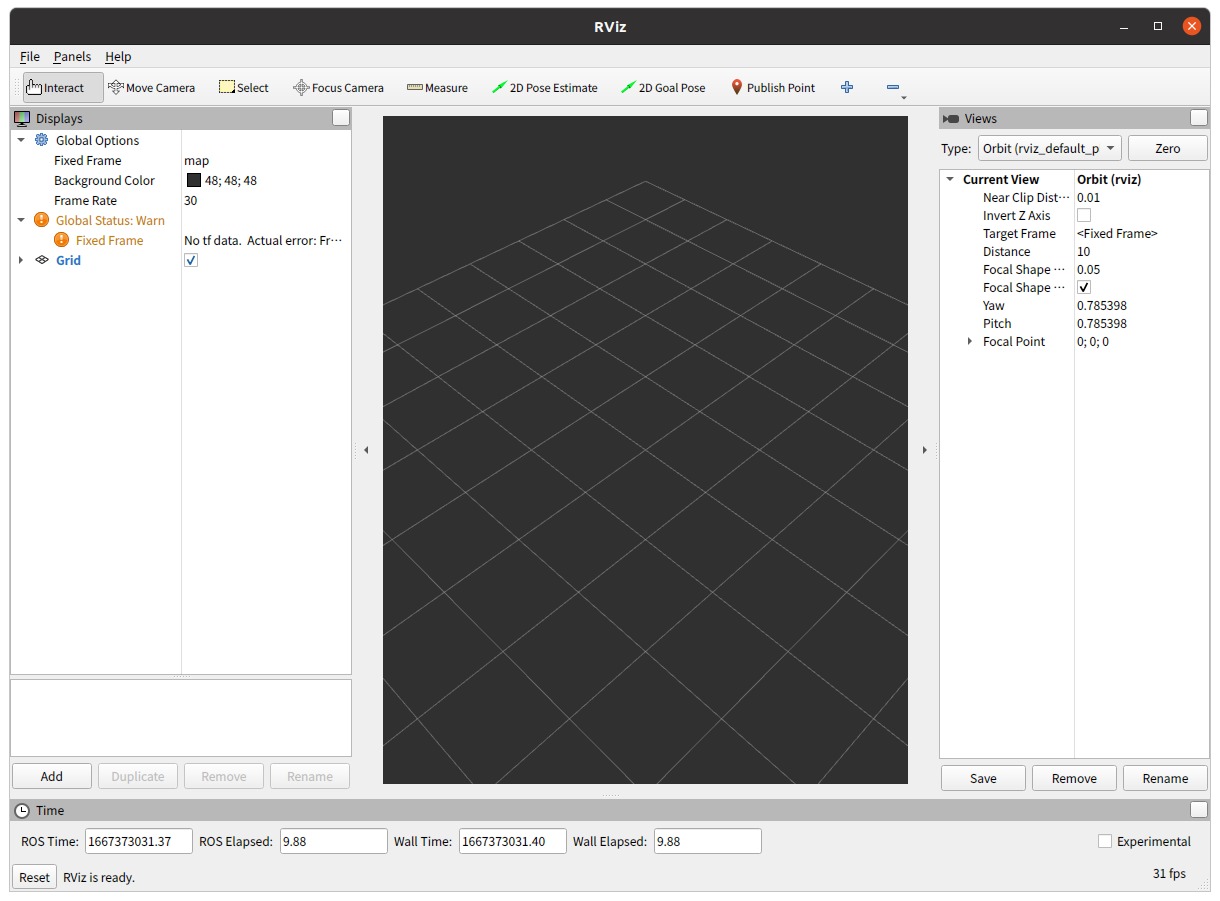 RViz
File Panels Help
Interact Move Camera Select Focus Camera Measure 2D Pose Estimate 2D Goal Pose Publish Point
Displays
Global Options
Fixed Frame map
Background Color 48; 48; 48
Frame Rate 30
Global Status: Warn
Fixed Frame No tf data.  Actual error: Fr···
Grid
Add Duplicate Remove Rename
Views
Type: Orbit (rviz_default_p Zero
Current View Orbit (rviz)
Near Clip Dist··· 0.01
Invert Z Axis
Target Frame <Fixed Frame>
Distance 10
Focal Shape ··· 0.05
Focal Shape ···
Yaw 0.785398
Pitch 0.785398
Focal Point 0; 0; 0
Save Remove Rename
Time
ROS Time: 1667373031.37 ROS Elapsed: 9.88 Wall Time: 1667373031.40 Wall Elapsed: 9.88 Experimental
Reset RViz is ready. 31 fps